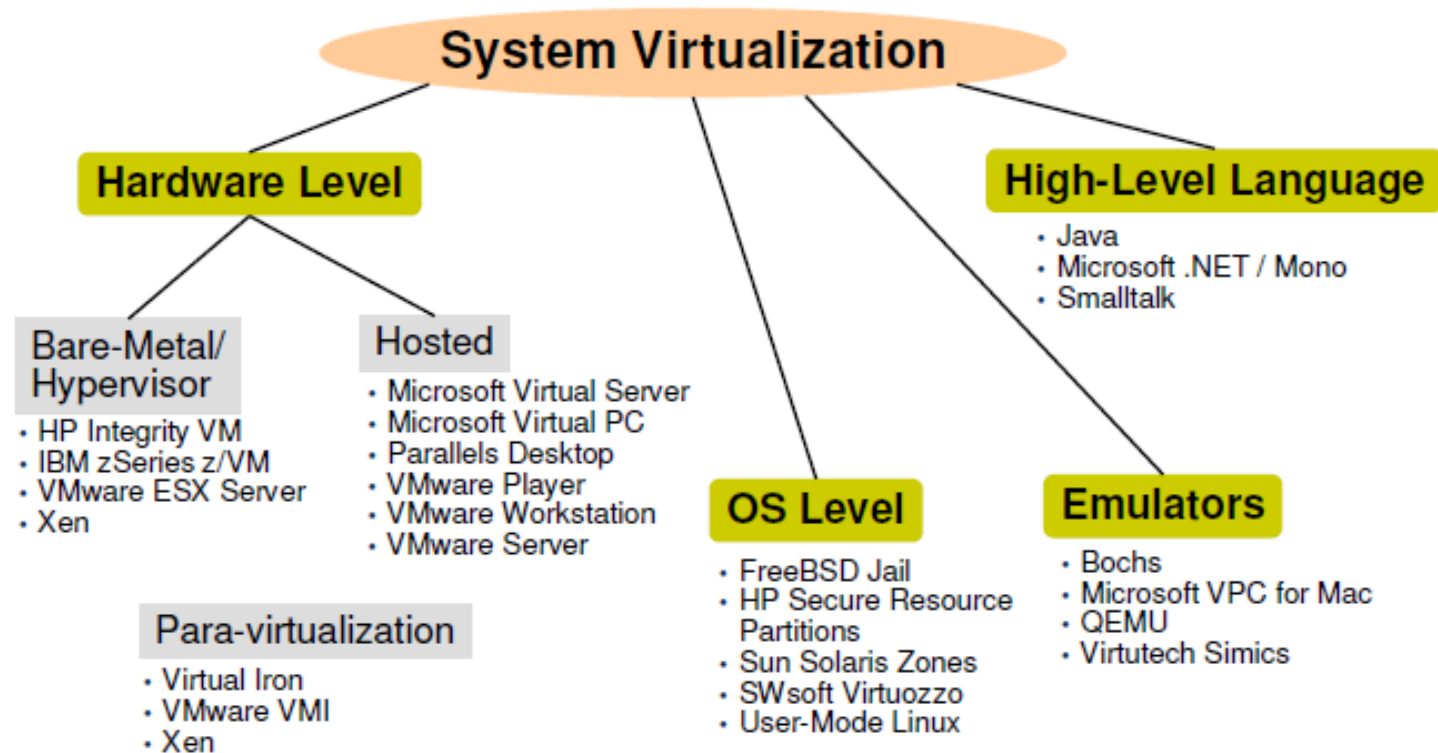 System Virtualization
Hardware Level
High-Level Language
• Java
• Microsoft .NET / Mono
• Smalltalk
Bare-Metal/
Hypervisor
• HP Integrity VM
• IBM zSeries z/VM
• VMware ESX Server
• Xen
Hosted
• Microsoft Virtual Server
• Microsoft Virtual PC
• Parallels Desktop
• VMware Player
• VMware Workstation
• VMware Server
Para-virtualization
• Virtual Iron
• VMware VMI
• Xen
OS Level
• FreeBSD Jail
• HP Secure Resource
Partitions
• Sun Solaris Zones
• SWsoft Virtuozzo
• User-Mode Linux
Emulators
• Bochs
• Microsoft VPC for Mac
• QEMU
• Virtutech Simics